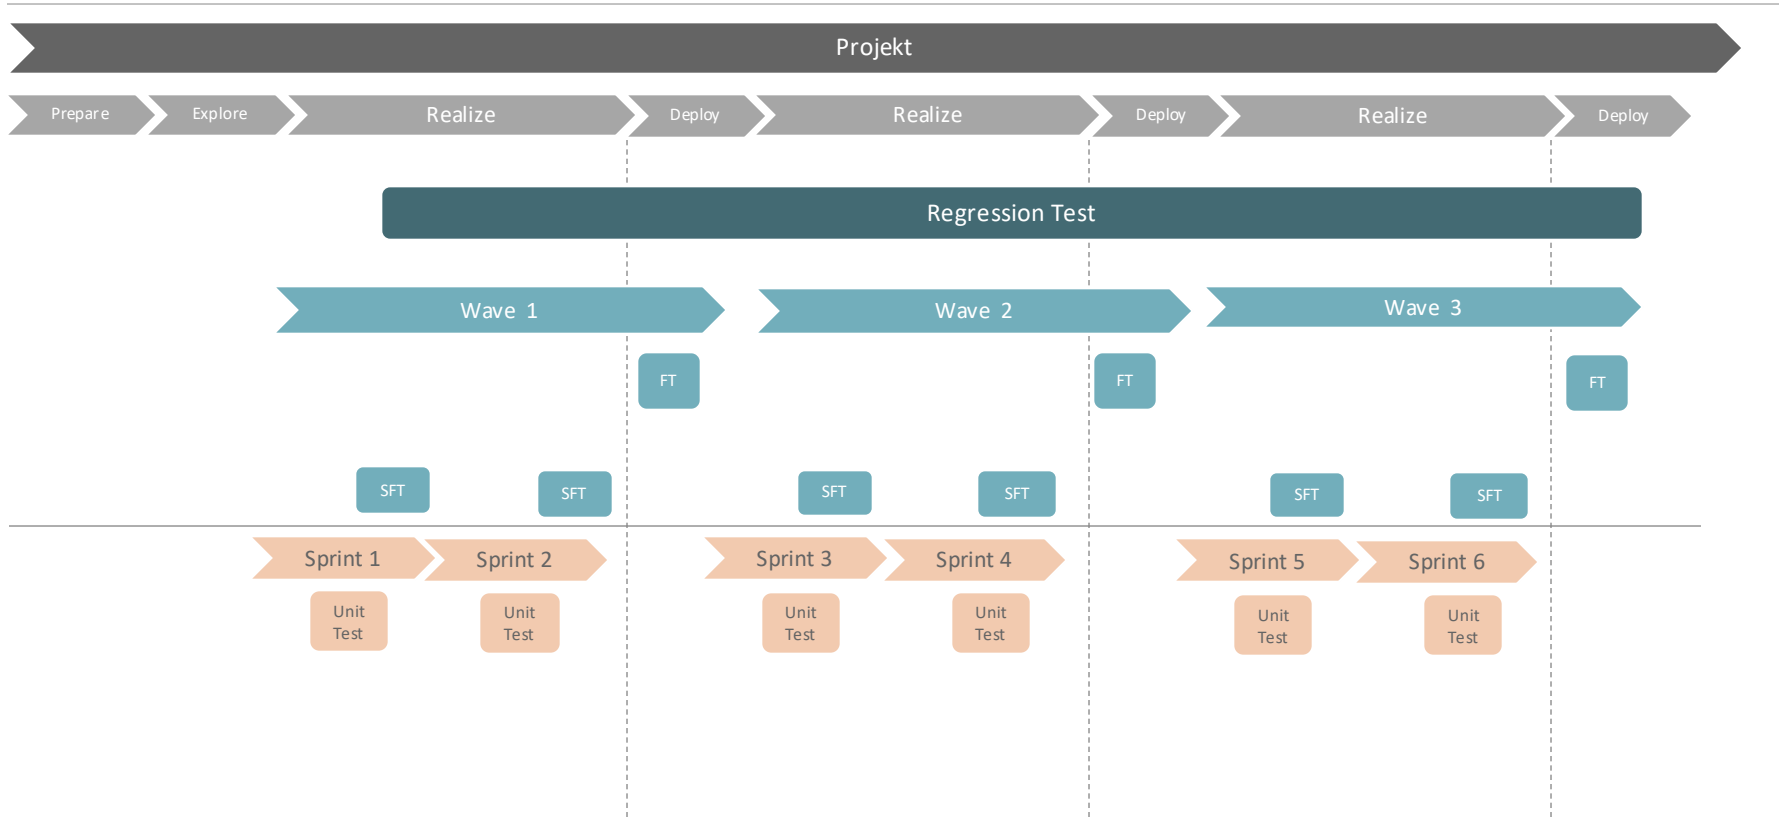 Projekt
Prepare
Explore
Realize
Deploy
Realize
Deploy
Realize
Deploy
Regression Test
Wave 1
Wave 2
Wave 3
FT
FT
FT
SFT
SFT
SFT
SFT
SFT
SFT
Sprint 1
Sprint 2
Sprint 3
Sprint 4
Sprint 5
Sprint 6
Unit
Test
Unit
Test
Unit
Test
Unit
Test
Unit
Test
Unit
Test